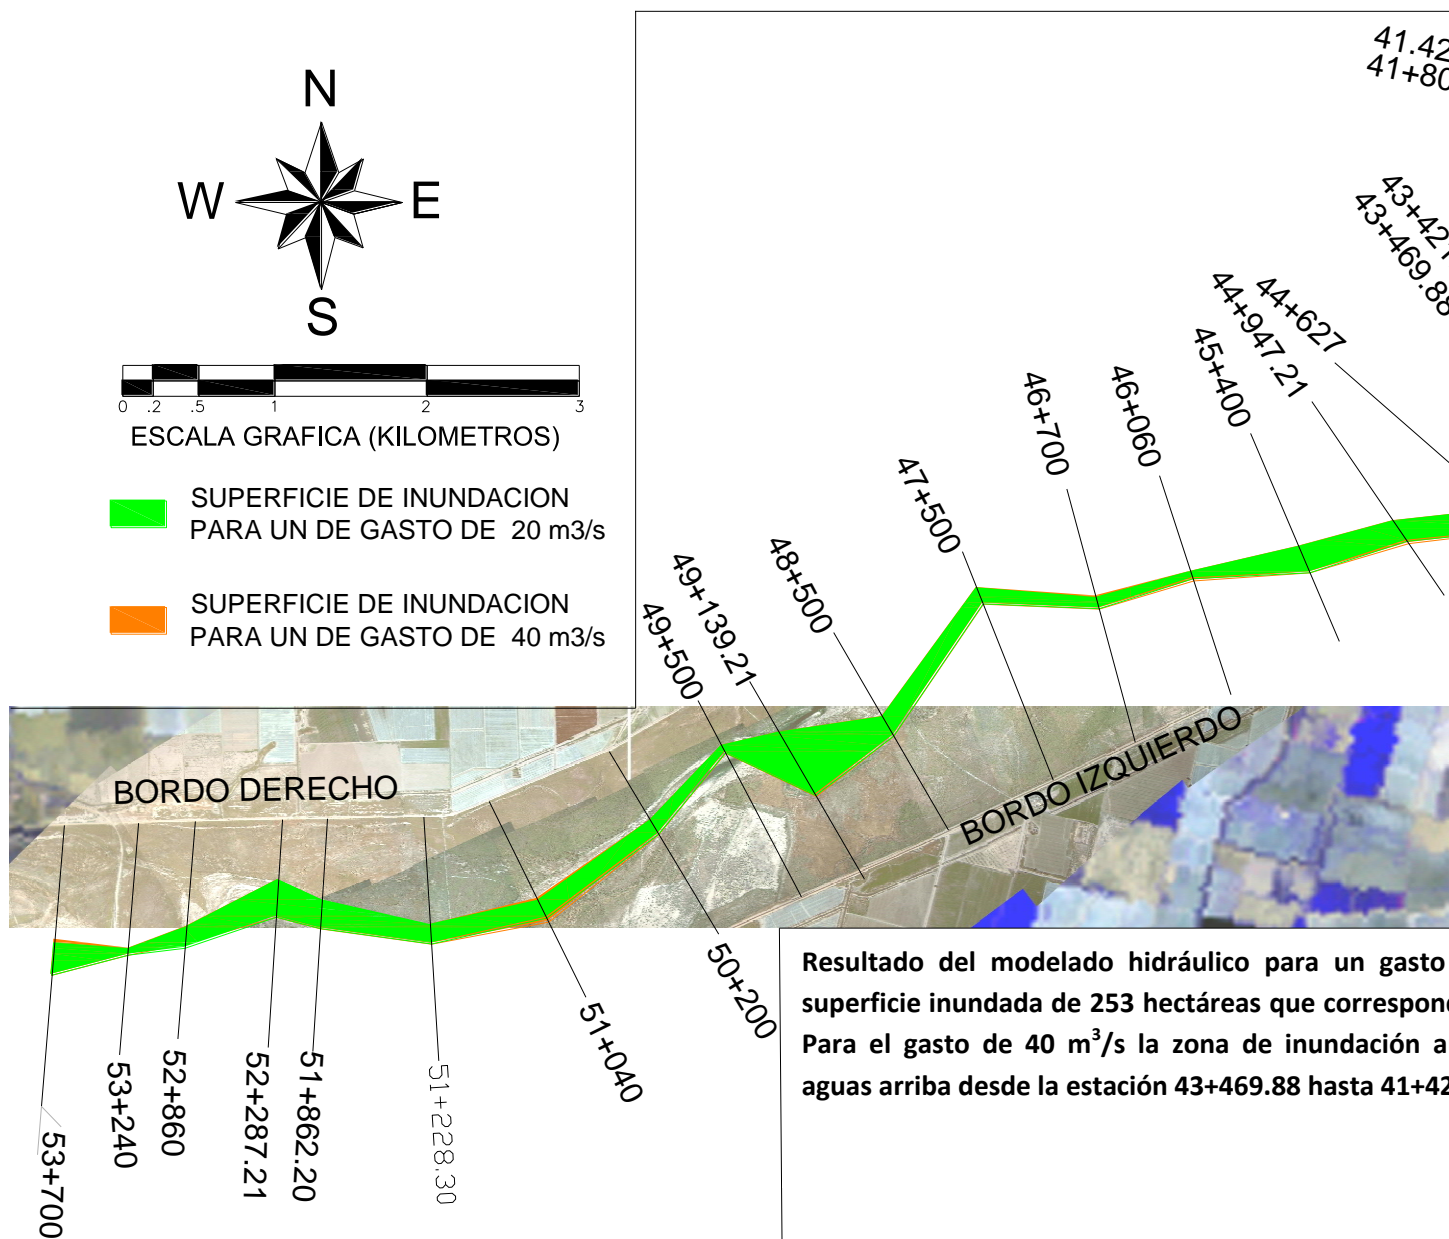 N
W
E
S
0 .2 .5 1 2 3
ESCALA GRAFICA (KILOMETROS)
SUPERFICIE DE INUNDACION
PARA UN DE GASTO DE 20 m3/s
SUPERFICIE DE INUNDACION
PARA UN DE GASTO DE 40 m3/s
41.42
41+80
43+421
43+469.88
44+627
44+947.21
45+400
46+060
46+700
47+500
48+500
49+139.21
49+500
BORDO DERECHO
BORDO IZQUIERDO
50+200
51+040
51+228.30
51+862.20
52+287.21
52+860
53+240
53+700
Resultado del modelado hidráulico para un gasto
superficie inundada de 253 hectáreas que correspond
Para el gasto de 40 m³/s la zona de inundación a
aguas arriba desde la estación 43+469.88 hasta 41+42